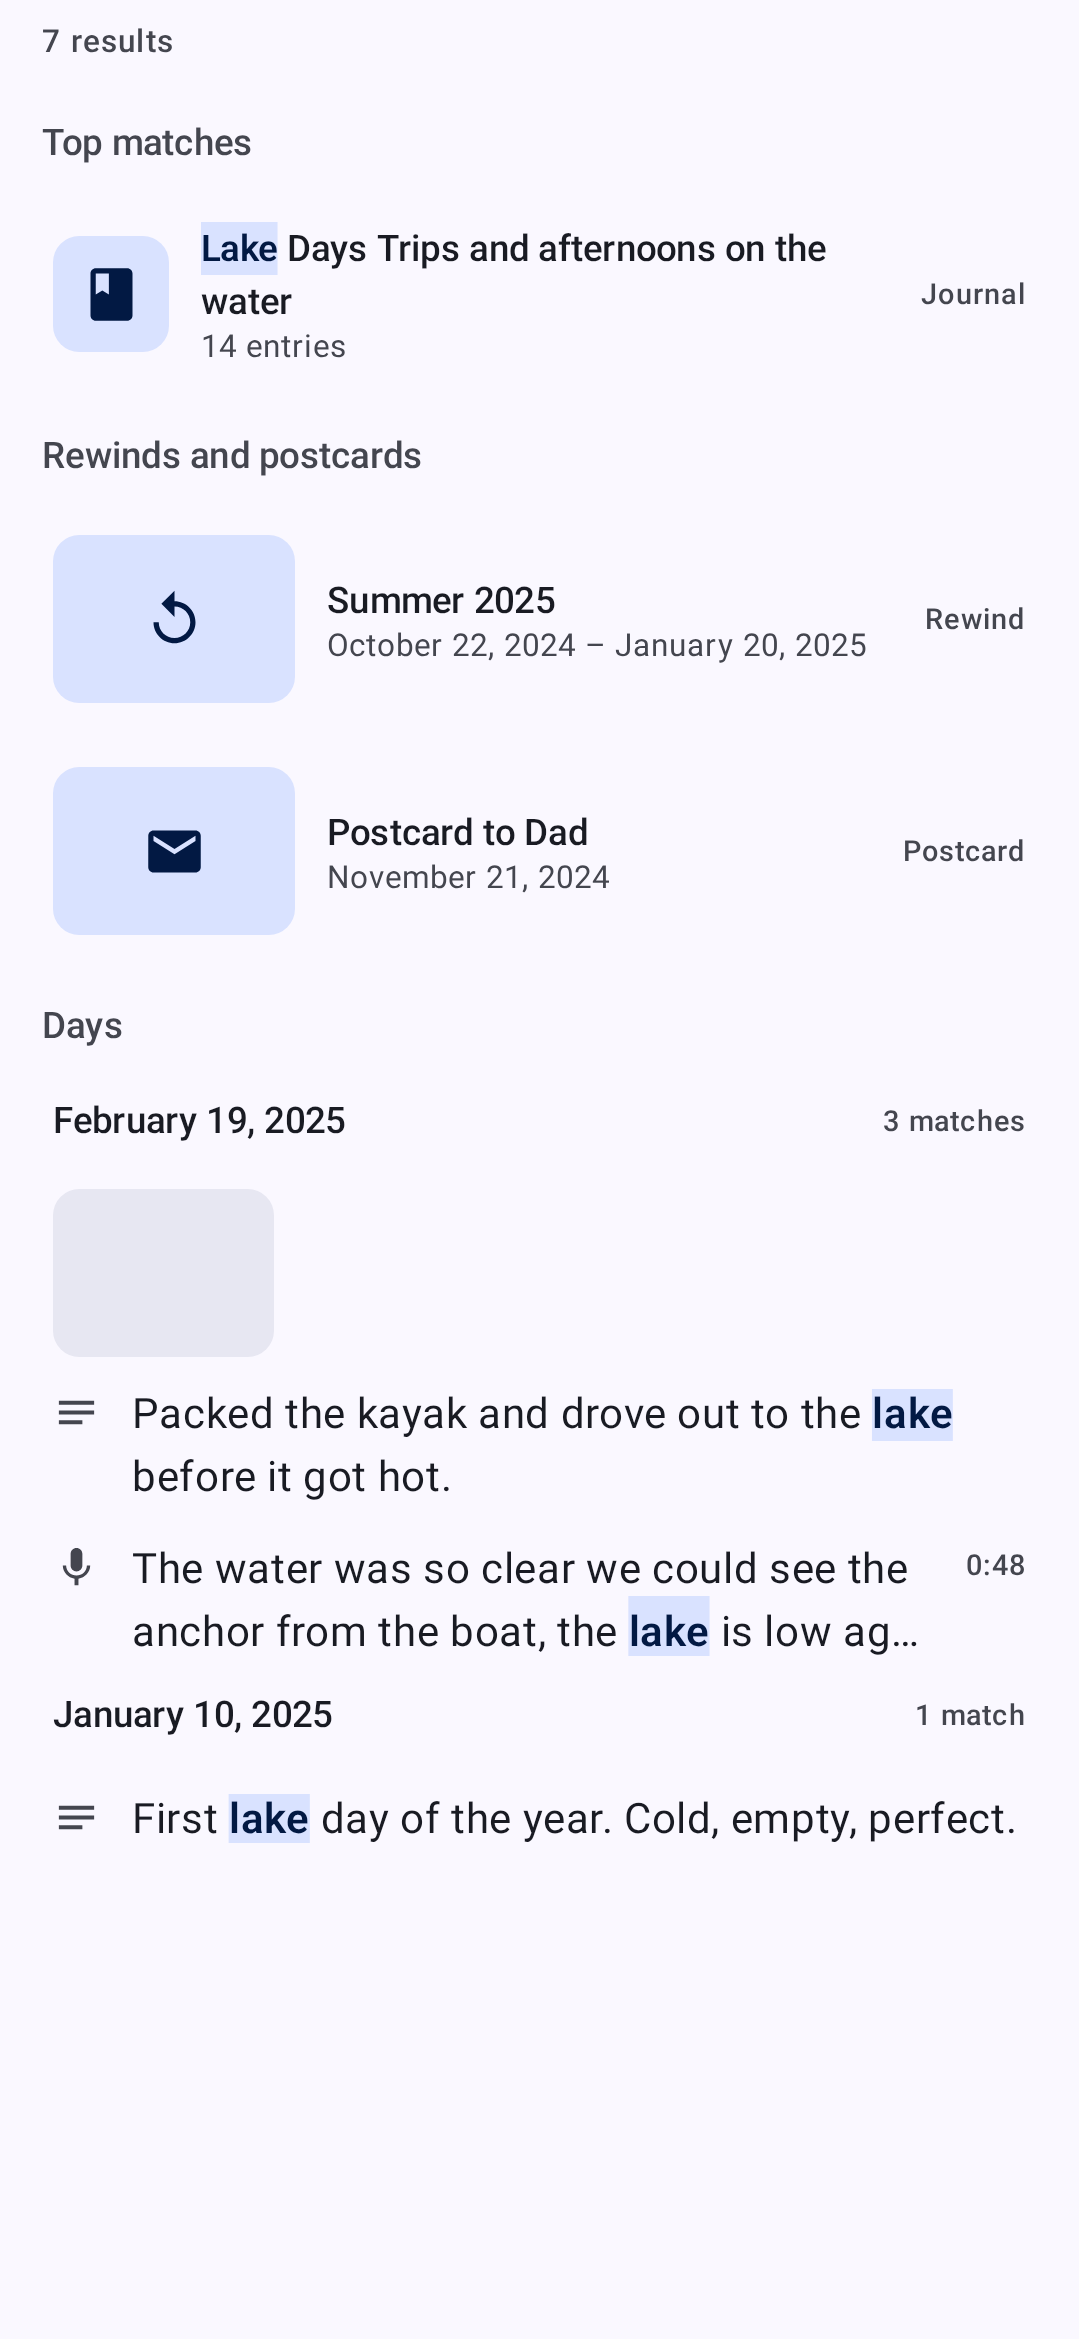 7 results
Top matches
Lake Days Trips and afternoons on the
water
14 entries
Journal
Rewinds and postcards
Summer 2025
October 22, 2024 – January 20, 2025
Rewind
Postcard to Dad
November 21, 2024
Postcard
Days
February 19, 2025
3 matches
Packed the kayak and drove out to the lake
before it got hot.
The water was so clear we could see the
0:48
anchor from the boat, the lake is low ag…
January 10, 2025
1 match
First lake day of the year. Cold, empty, perfect.